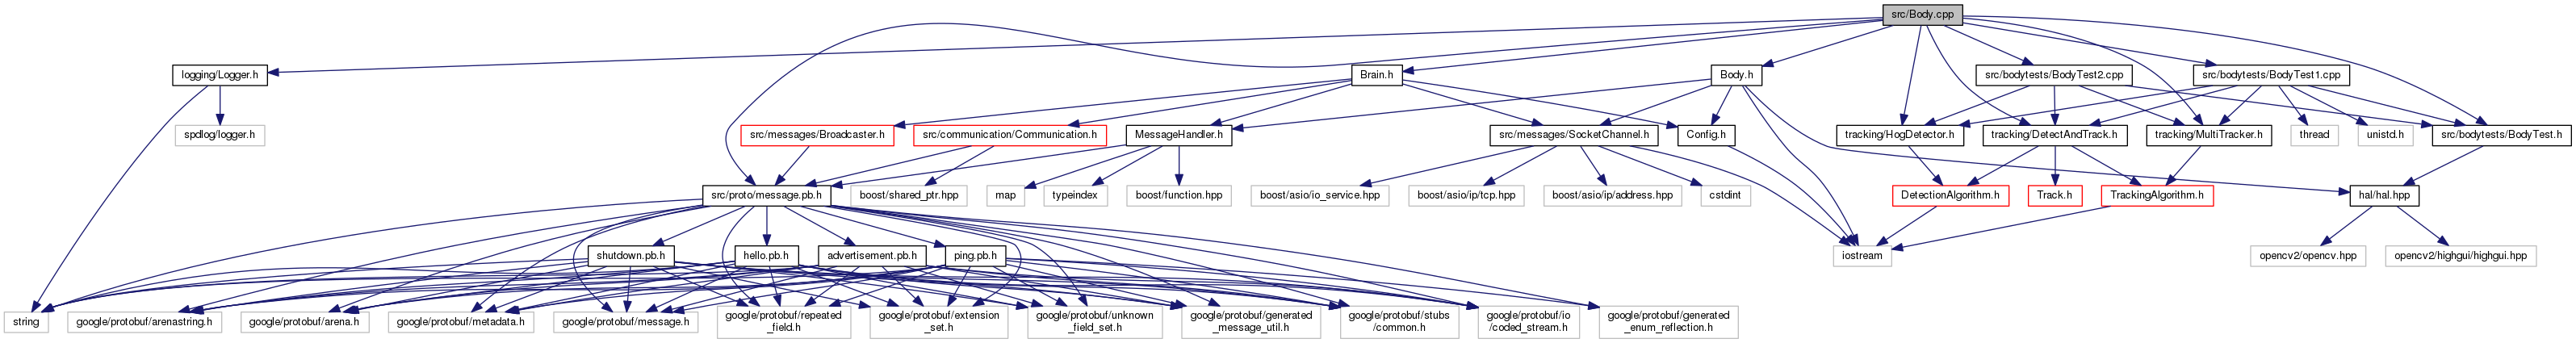 src/Body.cpp
logging/Logger.h
Brain.h
Body.h
src/bodytests/BodyTest2.cpp
src/bodytests/BodyTest1.cpp
spdlog/logger.h
src/messages/Broadcaster.h
src/communication/Communication.h
MessageHandler.h
src/messages/SocketChannel.h
Config.h
tracking/HogDetector.h
tracking/DetectAndTrack.h
tracking/MultiTracker.h
thread
unistd.h
src/bodytests/BodyTest.h
src/proto/message.pb.h
boost/shared_ptr.hpp
map
typeindex
boost/function.hpp
boost/asio/io_service.hpp
boost/asio/ip/tcp.hpp
boost/asio/ip/address.hpp
cstdint
DetectionAlgorithm.h
Track.h
TrackingAlgorithm.h
hal/hal.hpp
shutdown.pb.h
hello.pb.h
advertisement.pb.h
ping.pb.h
iostream
opencv2/opencv.hpp
opencv2/highgui/highgui.hpp
string
google/protobuf/arenastring.h
google/protobuf/arena.h
google/protobuf/metadata.h
google/protobuf/message.h
google/protobuf/repeated
_field.h
google/protobuf/extension
_set.h
google/protobuf/unknown
_field_set.h
google/protobuf/generated
_message_util.h
google/protobuf/stubs
/common.h
google/protobuf/io
/coded_stream.h
google/protobuf/generated
_enum_reflection.h